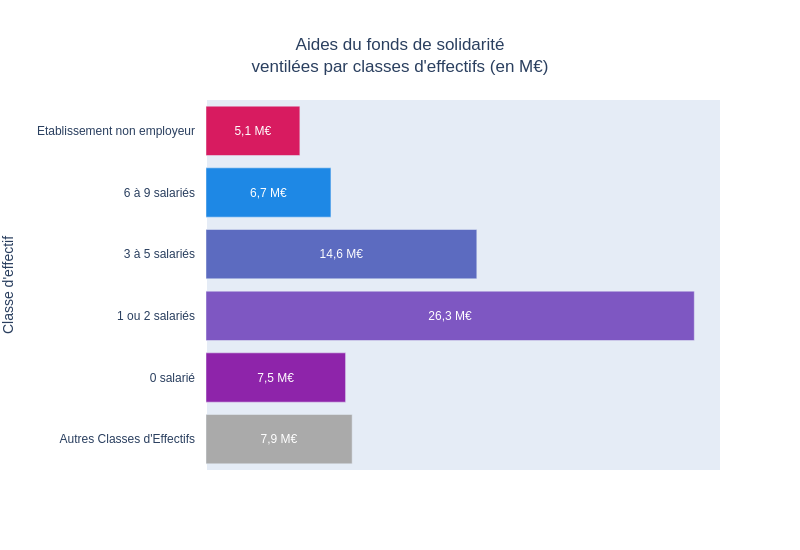 Aides du fonds de solidarité
ventilées par classes d'effectifs (en M€)
Classe d'effectif
Etablissement non employeur
5,1 M€
6 à 9 salariés
6,7 M€
3 à 5 salariés
14,6 M€
1 ou 2 salariés
26,3 M€
0 salarié
7,5 M€
Autres Classes d'Effectifs
7,9 M€